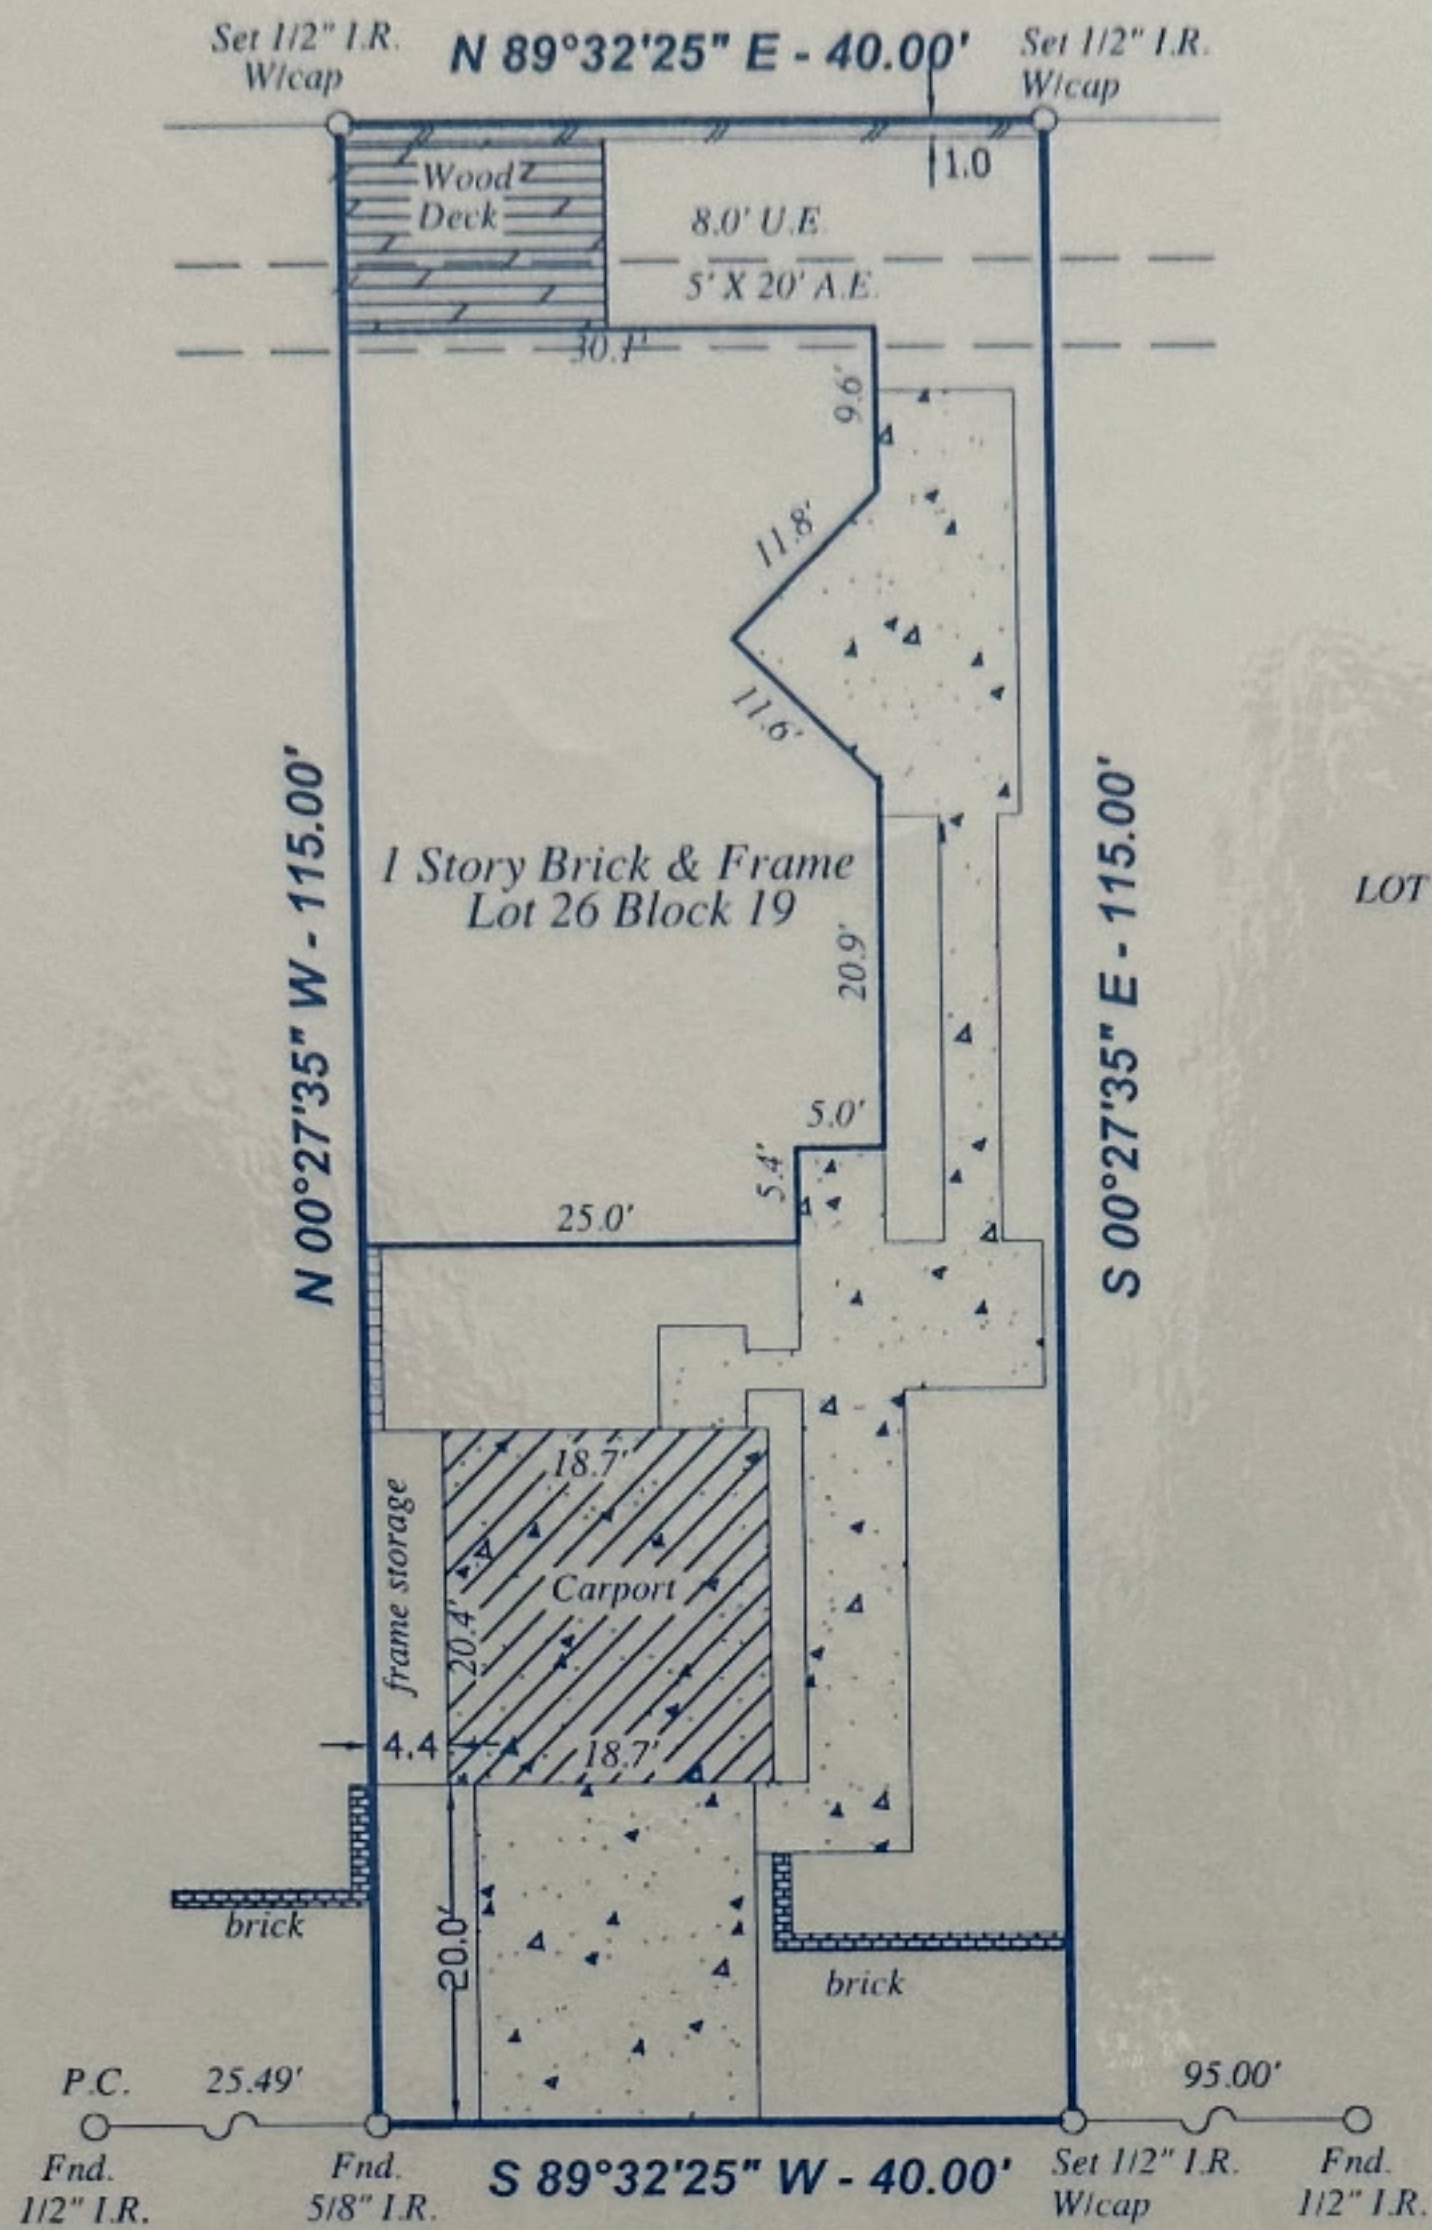 Set 1/2" I.R.
W/cap
N 89°32'25" E - 40.00'
Set 1/2" I.R.
W/cap
1.0
Wood
Deck
8.0' U.E.
5' X 20' A.E.
30.1'
9.6'
11.8'
11.6'
N 00°27'35" W - 115.00'
S 00°27'35" E - 115.00'
1 Story Brick & Frame
Lot 26 Block 19
LOT
20.9'
5.0'
5.4'
25.0'
18.7'
frame storage
Carport
20.4'
4.4
18.7'
20.0'
brick
brick
P.C.
25.49'
95.00'
Fnd.
1/2" I.R.
Fnd.
5/8" I.R.
S 89°32'25" W - 40.00'
Set 1/2" I.R.
W/cap
Fnd.
1/2" I.R.